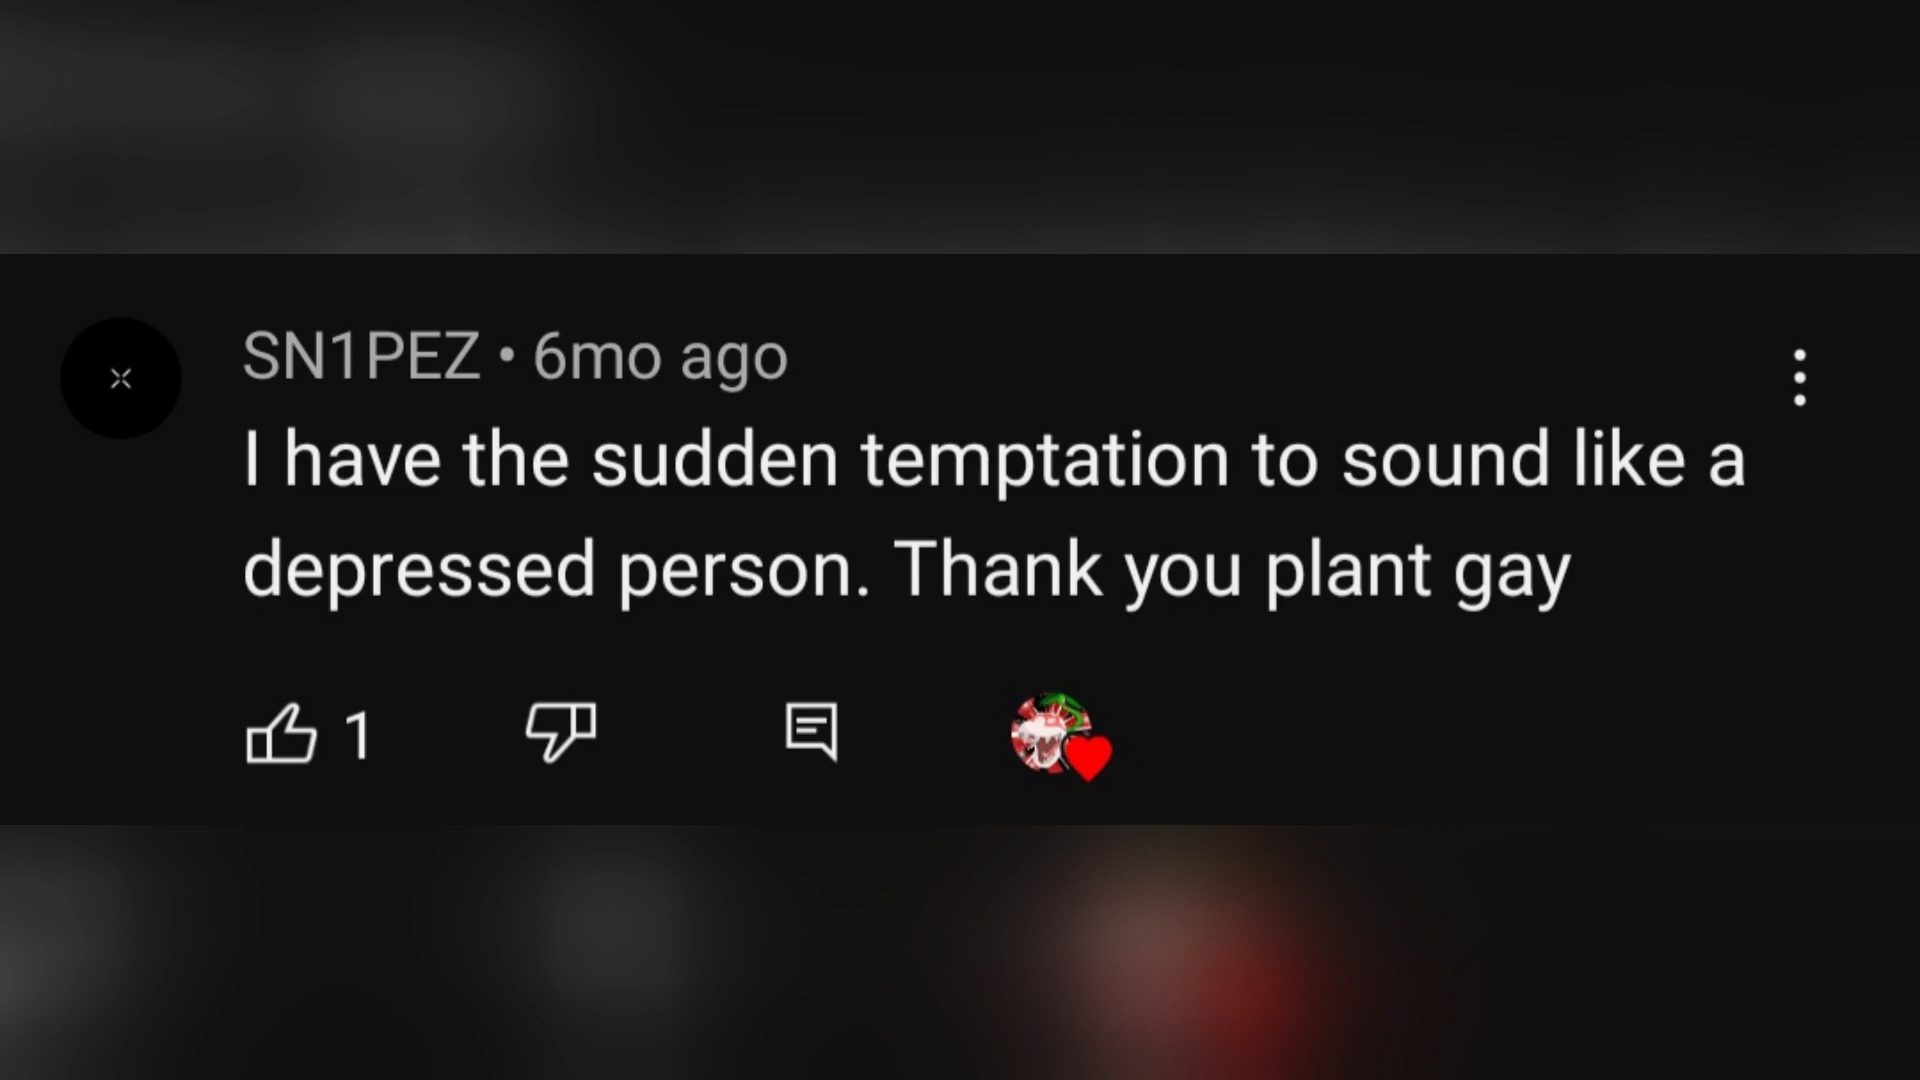 SN1PEZ • 6mo ago
I have the sudden temptation to sound like a
depressed person. Thank you plant gay
1